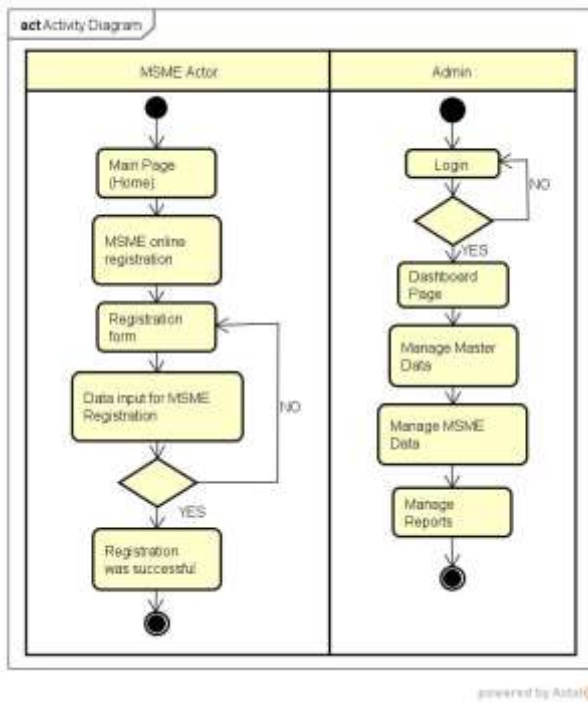 act Activity Diagram
MSME Actor
Main Page
(Home)
MSME online
registration
Registration
form
Data input for MSME
Registration
NO
YES
Registration
was successful
Admin
Login
NO
YES
Dashboard
Page
Manage Master
Data
Manage MSME
Data
Manage
Reports
powered by Astah